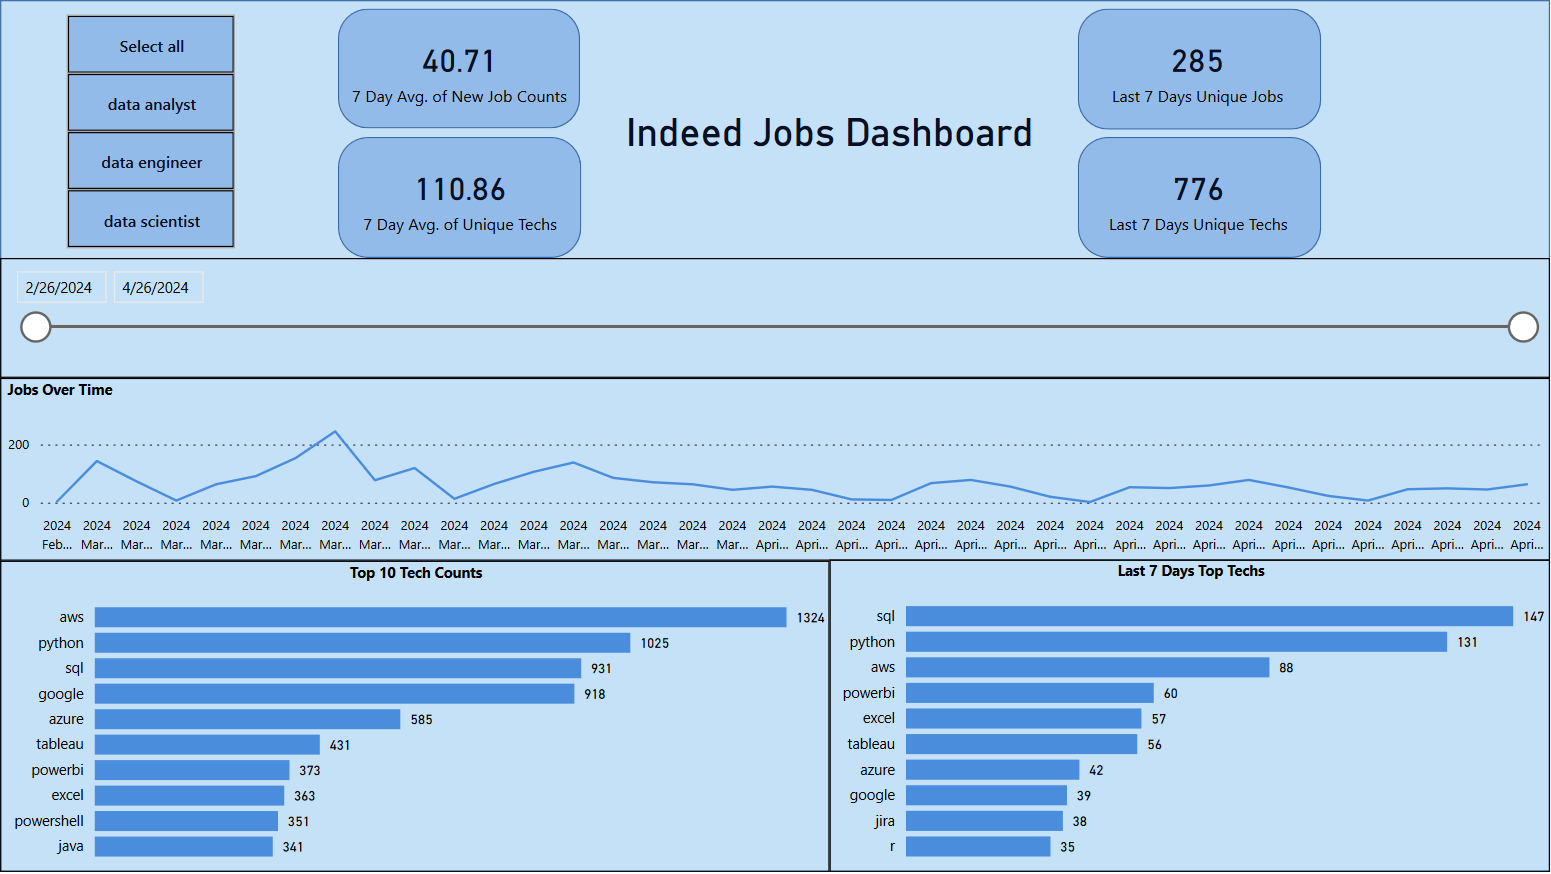 Select all
data analyst
data engineer
data scientist
40.71
7 Day Avg. of New Job Counts
110.86
7 Day Avg. of Unique Techs
Indeed Jobs Dashboard
285
Last 7 Days Unique Jobs
776
Last 7 Days Unique Techs
2/26/2024 4/26/2024
Jobs Over Time
200
0
2024 2024 2024 2024 2024 2024 2024 2024 2024 2024 2024 2024 2024 2024 2024 2024 2024 2024 2024 2024 2024 2024 2024 2024 2024 2024 2024 2024 2024 2024 2024 2024 2024 2024 2024 2024 2024 2024
Feb... Mar... Mar... Mar... Mar... Mar... Mar... Mar... Mar... Mar... Mar... Mar... Mar... Mar... Mar... Mar... Mar... Mar... Apri... Apri... Apri... Apri... Apri... Apri... Apri... Apri... Apri... Apri... Apri... Apri... Apri... Apri... Apri... Apri... Apri... Apri... Apri... Apri...
Top 10 Tech Counts
aws 1324
python 1025
sql 931
google 918
azure 585
tableau 431
powerbi 373
excel 363
powershell 351
java 341
Last 7 Days Top Techs
sql 147
python 131
aws 88
powerbi 60
excel 57
tableau 56
azure 42
google 39
jira 38
r 35